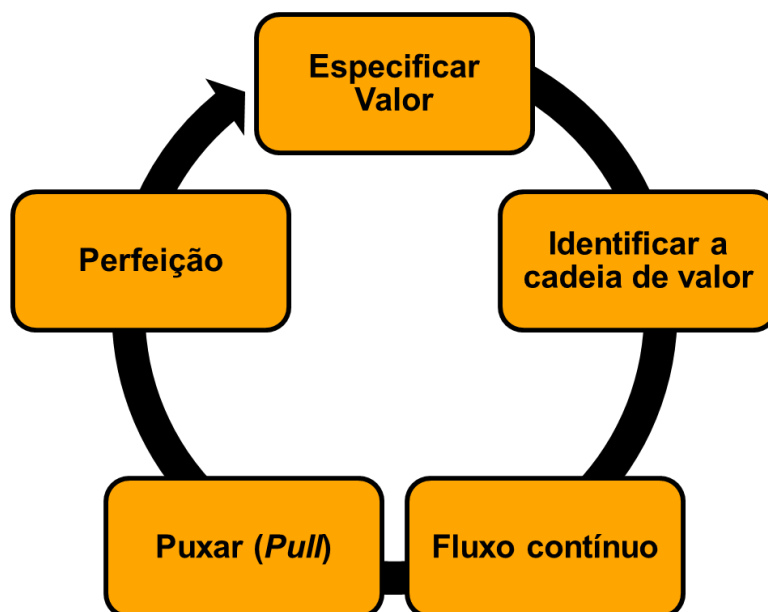 Especificar
Valor
Identificar a
cadeia de valor
Fluxo contínuo
Puxar (Pull)
Perfeição